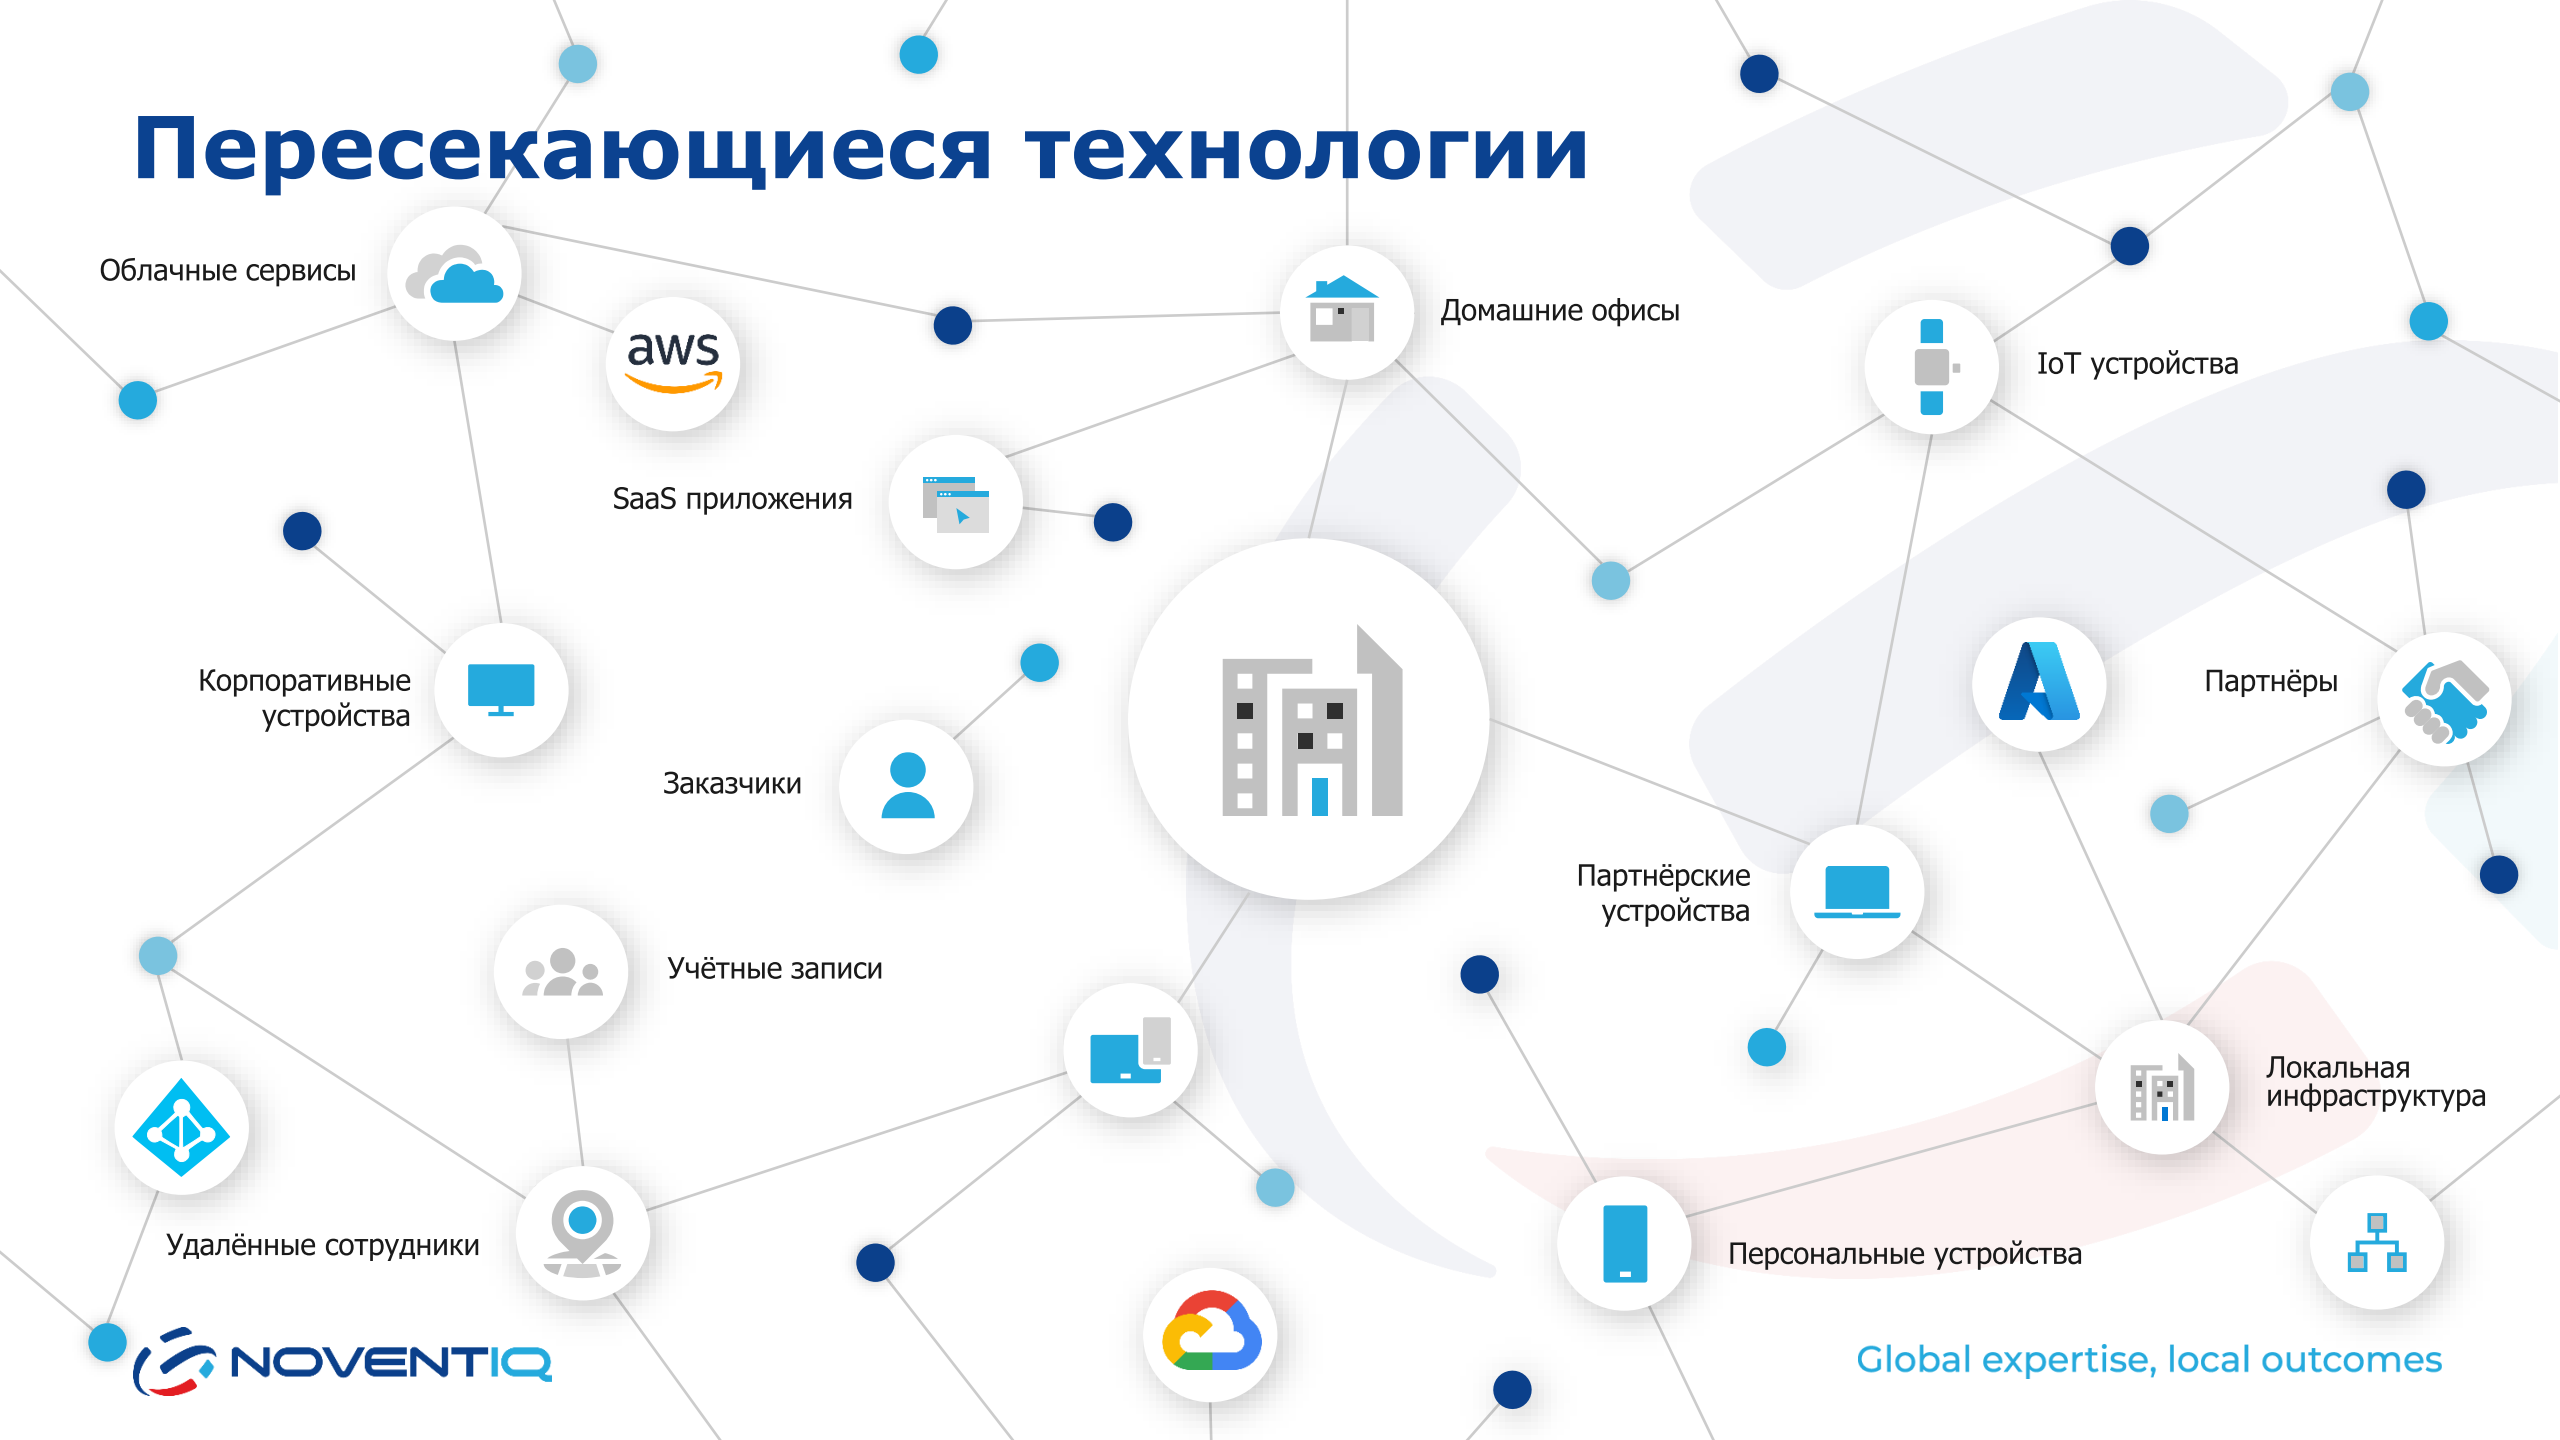 Пересекающиеся технологии
Облачные сервисы
aws
Домашние офисы
IoT устройства
SaaS приложения
Корпоративные
устройства
Партнёры
Заказчики
Партнёрские
устройства
Учётные записи
Локальная
инфраструктура
Удалённые сотрудники
Персональные устройства
NOVENTIQ
Global expertise, local outcomes